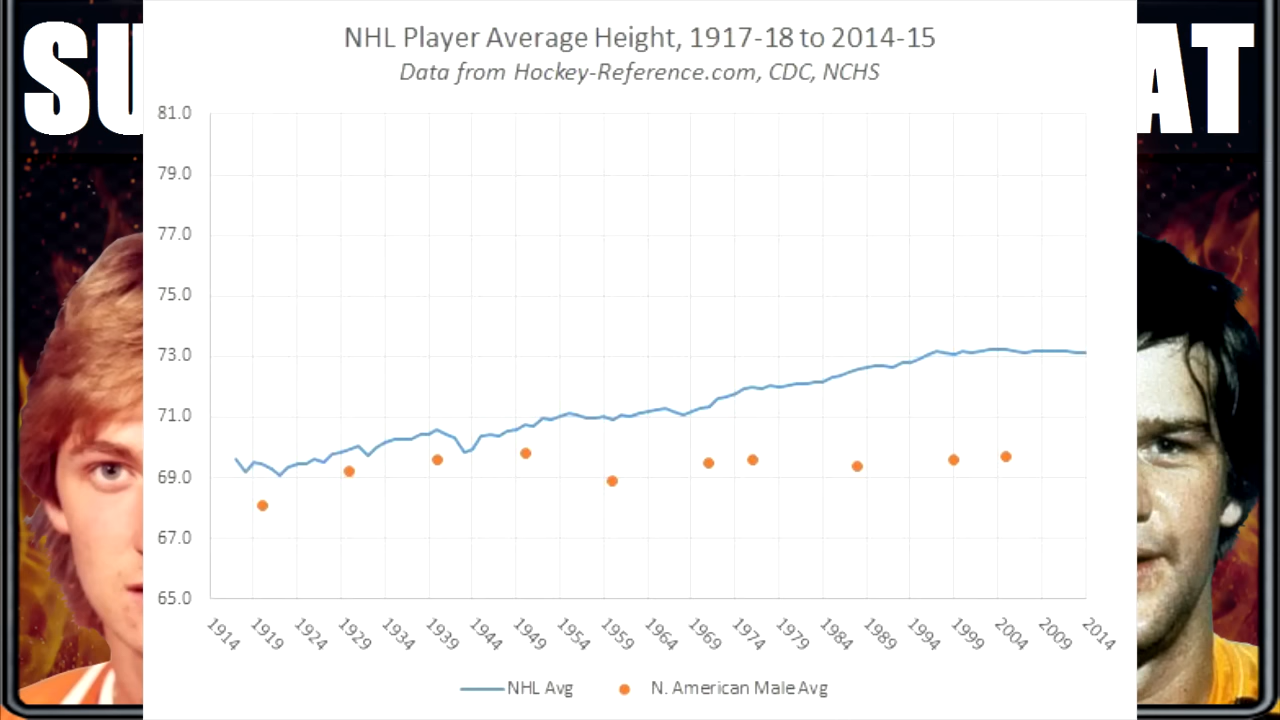 SU
AT
NHL Player Average Height, 1917-18 to 2014-15
Data from Hockey-Reference.com, CDC, NCHS
81.0
79.0
77.0
75.0
73.0
71.0
69.0
67.0
65.0
1914 1919 1924 1929 1934 1939 1944 1949 1954 1959 1964 1969 1974 1979 1984 1989 1994 1999 2004 2009 2014
NHL Avg N. American Male Avg